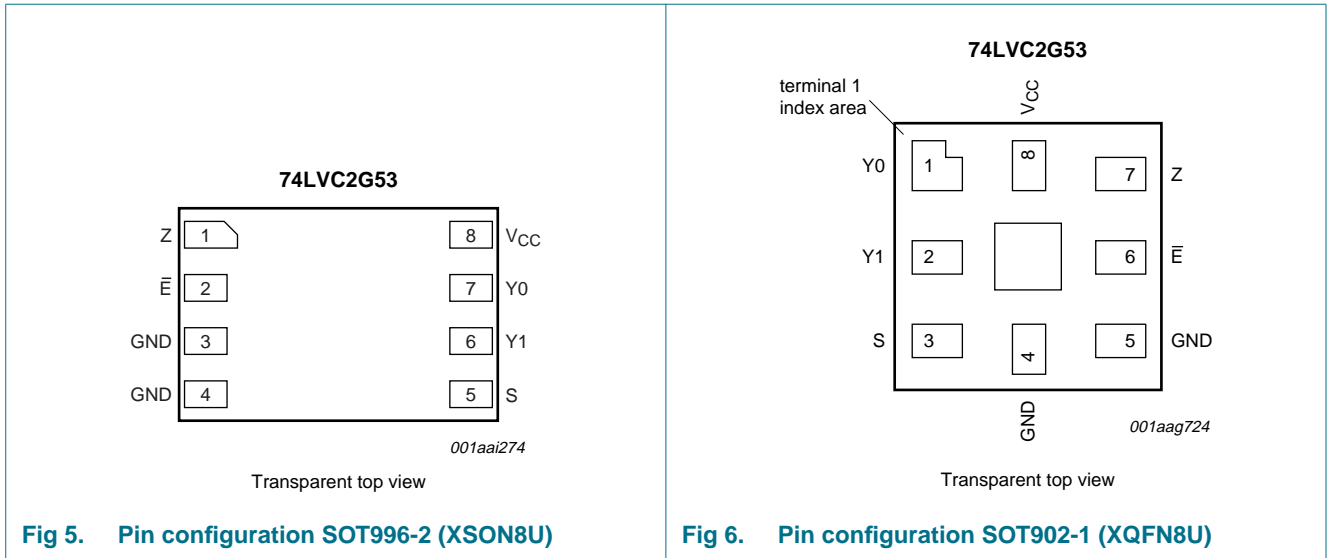 74LVC2G53
Z 1 8 VCC
E̅ 2 7 Y0
GND 3 6 Y1
GND 4 5 S
001aai274
Transparent top view
Fig 5. Pin configuration SOT996-2 (XSON8U)
74LVC2G53
terminal 1
index area
VCC
Y0 1 8 7 Z
Y1 2 6 E̅
S 3 4 5 GND
GND
001aag724
Transparent top view
Fig 6. Pin configuration SOT902-1 (XQFN8U)